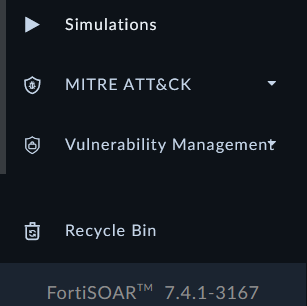 Simulations
MITRE ATT&CK
Vulnerability Management
Recycle Bin
FortiSOAR™ 7.4.1-3167